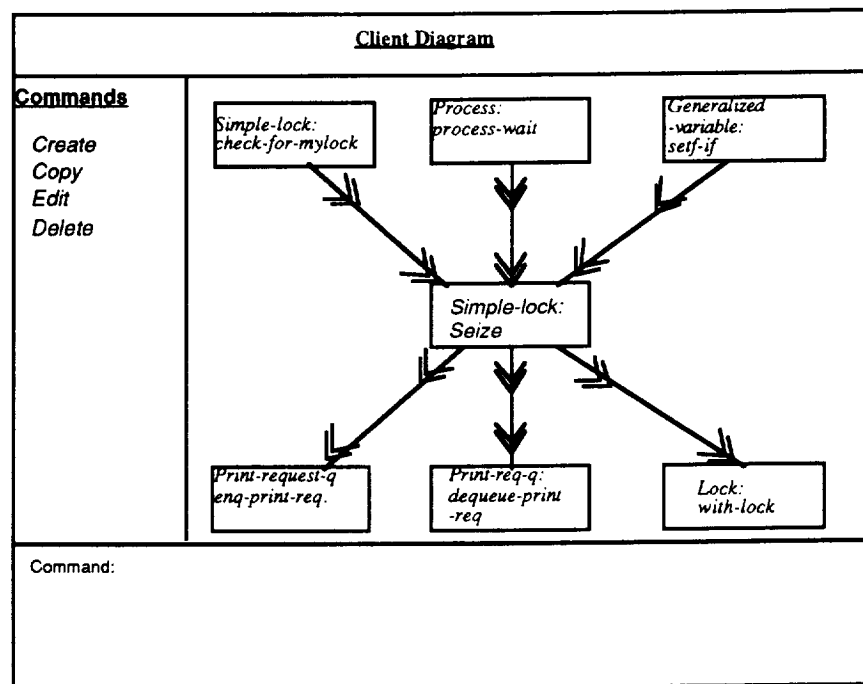 Client Diagram
Commands
Create
Copy
Edit
Delete
Simple-lock:
check-for-mylock
Process:
process-wait
Generalized
-variable:
setf-if
Simple-lock:
Seize
Print-request-q
enq-print-req.
Print-req-q:
dequeue-print
-req
Lock:
with-lock
Command: